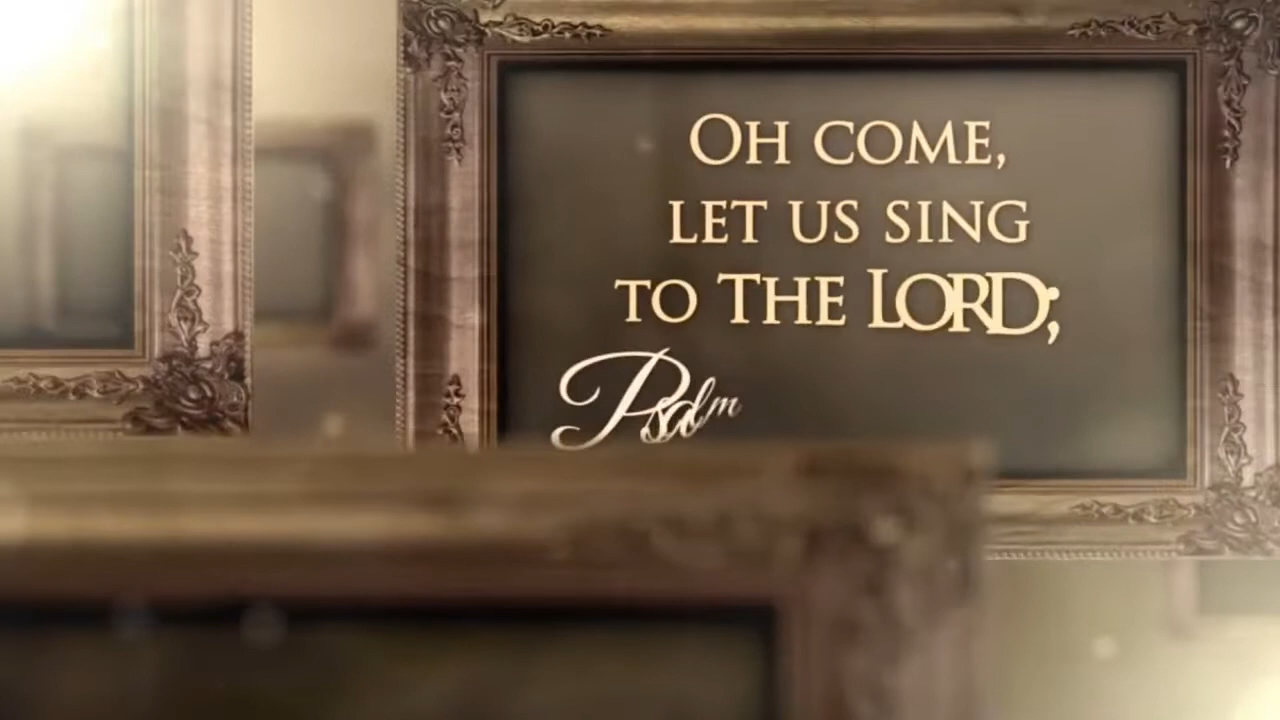 Oh come,
let us sing
to The Lord;
Psalm